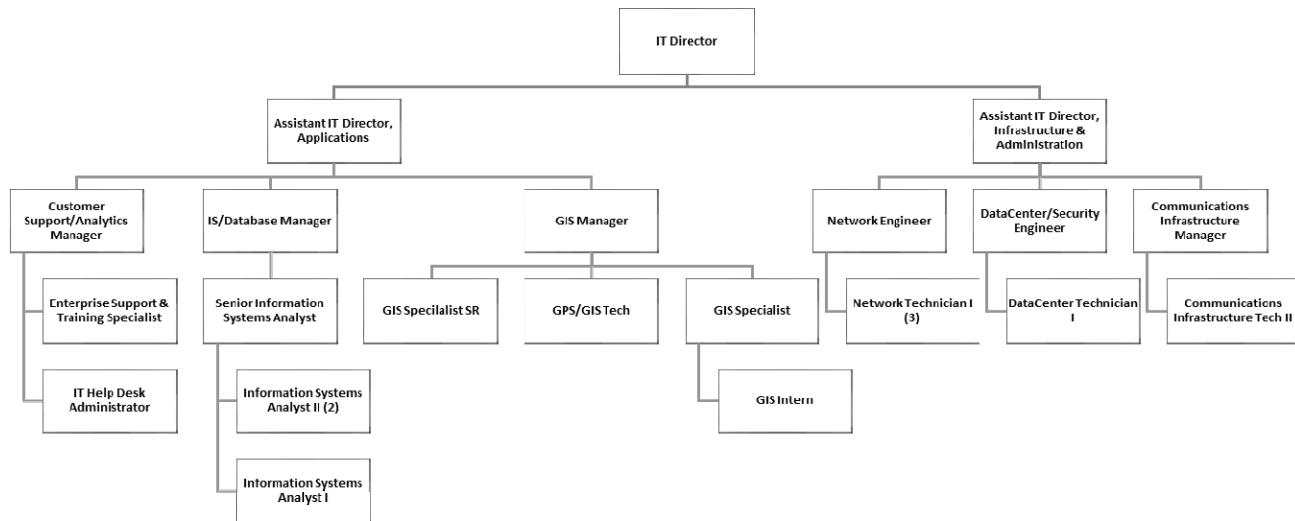 IT Director
Assistant IT Director,
Applications
Assistant IT Director,
Infrastructure &
Administration
Customer
Support/Analytics
Manager
IS/Database Manager
GIS Manager
Network Engineer
DataCenter/Security
Engineer
Communications
Infrastructure
Manager
Enterprise Support &
Training Specialist
Senior Information
Systems Analyst
GIS Specilalist SR
GPS/GIS Tech
GIS Specialist
Network Technician I
(3)
DataCenter Technician
I
Communications
Infrastructure Tech II
IT Help Desk
Administrator
Information Systems
Analyst II (2)
GIS Intern
Information Systems
Analyst I